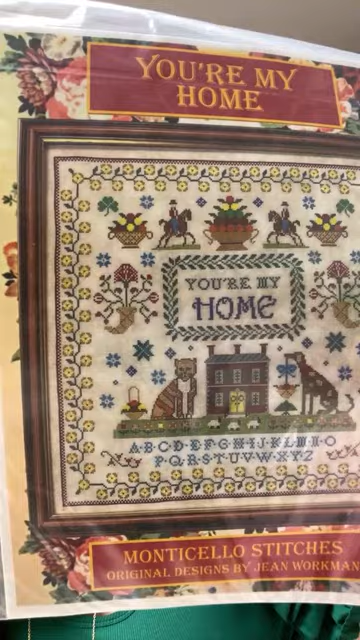 YOU'RE MY
HOME
YOU'RE MY
HOME
A·B·C·D·E·F·G·H·I·J·K·L·M·N·O
P·Q·R·S·T·U·V·W·X·Y·Z
MONTICELLO STITCHES
ORIGINAL DESIGNS BY JEAN WORKMAN